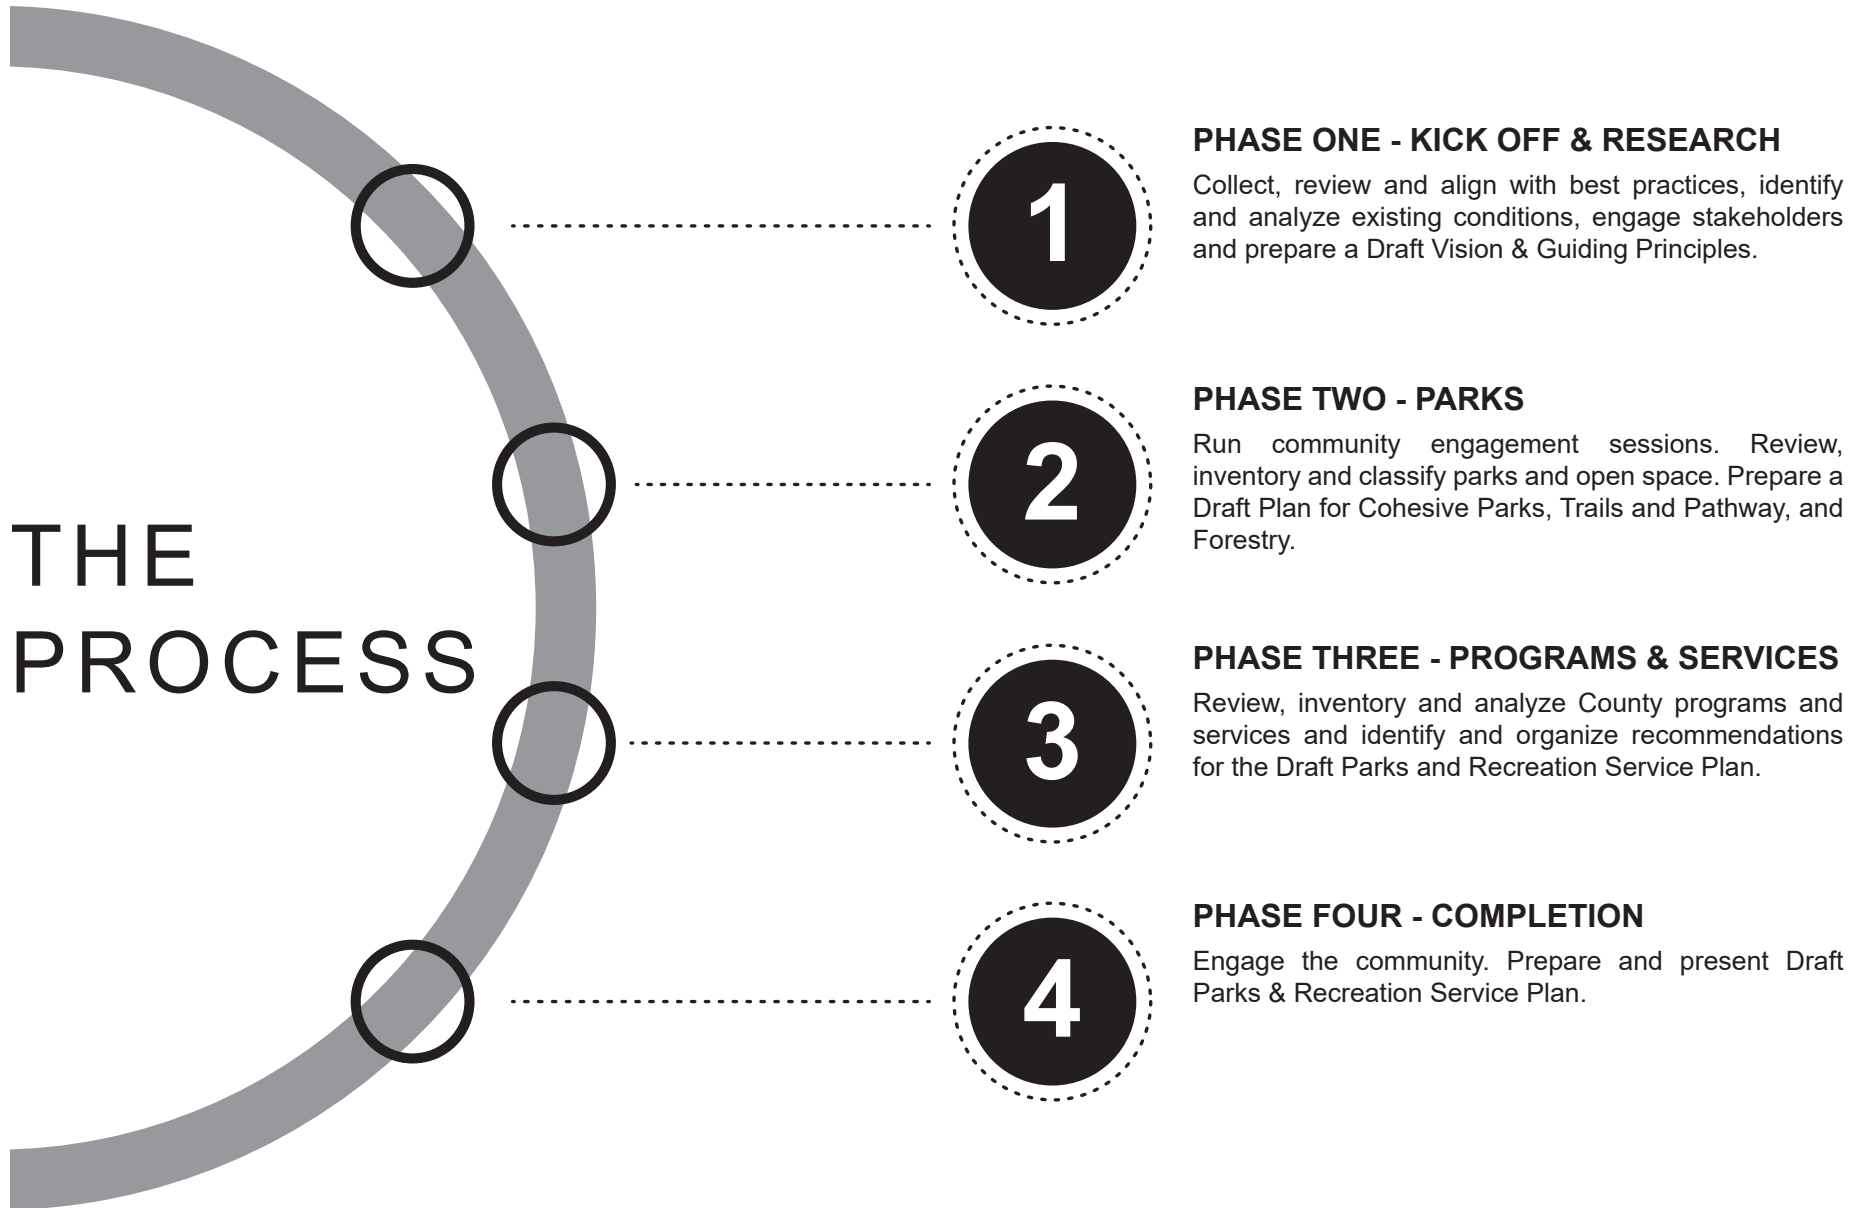 THE
PROCESS
1
PHASE ONE - KICK OFF & RESEARCH
Collect, review and align with best practices, identify
and analyze existing conditions, engage stakeholders
and prepare a Draft Vision & Guiding Principles.
2
PHASE TWO - PARKS
Run community engagement sessions. Review,
inventory and classify parks and open space. Prepare a
Draft Plan for Cohesive Parks, Trails and Pathway, and
Forestry.
3
PHASE THREE - PROGRAMS & SERVICES
Review, inventory and analyze County programs and
services and identify and organize recommendations
for the Draft Parks and Recreation Service Plan.
4
PHASE FOUR - COMPLETION
Engage the community. Prepare and present Draft
Parks & Recreation Service Plan.